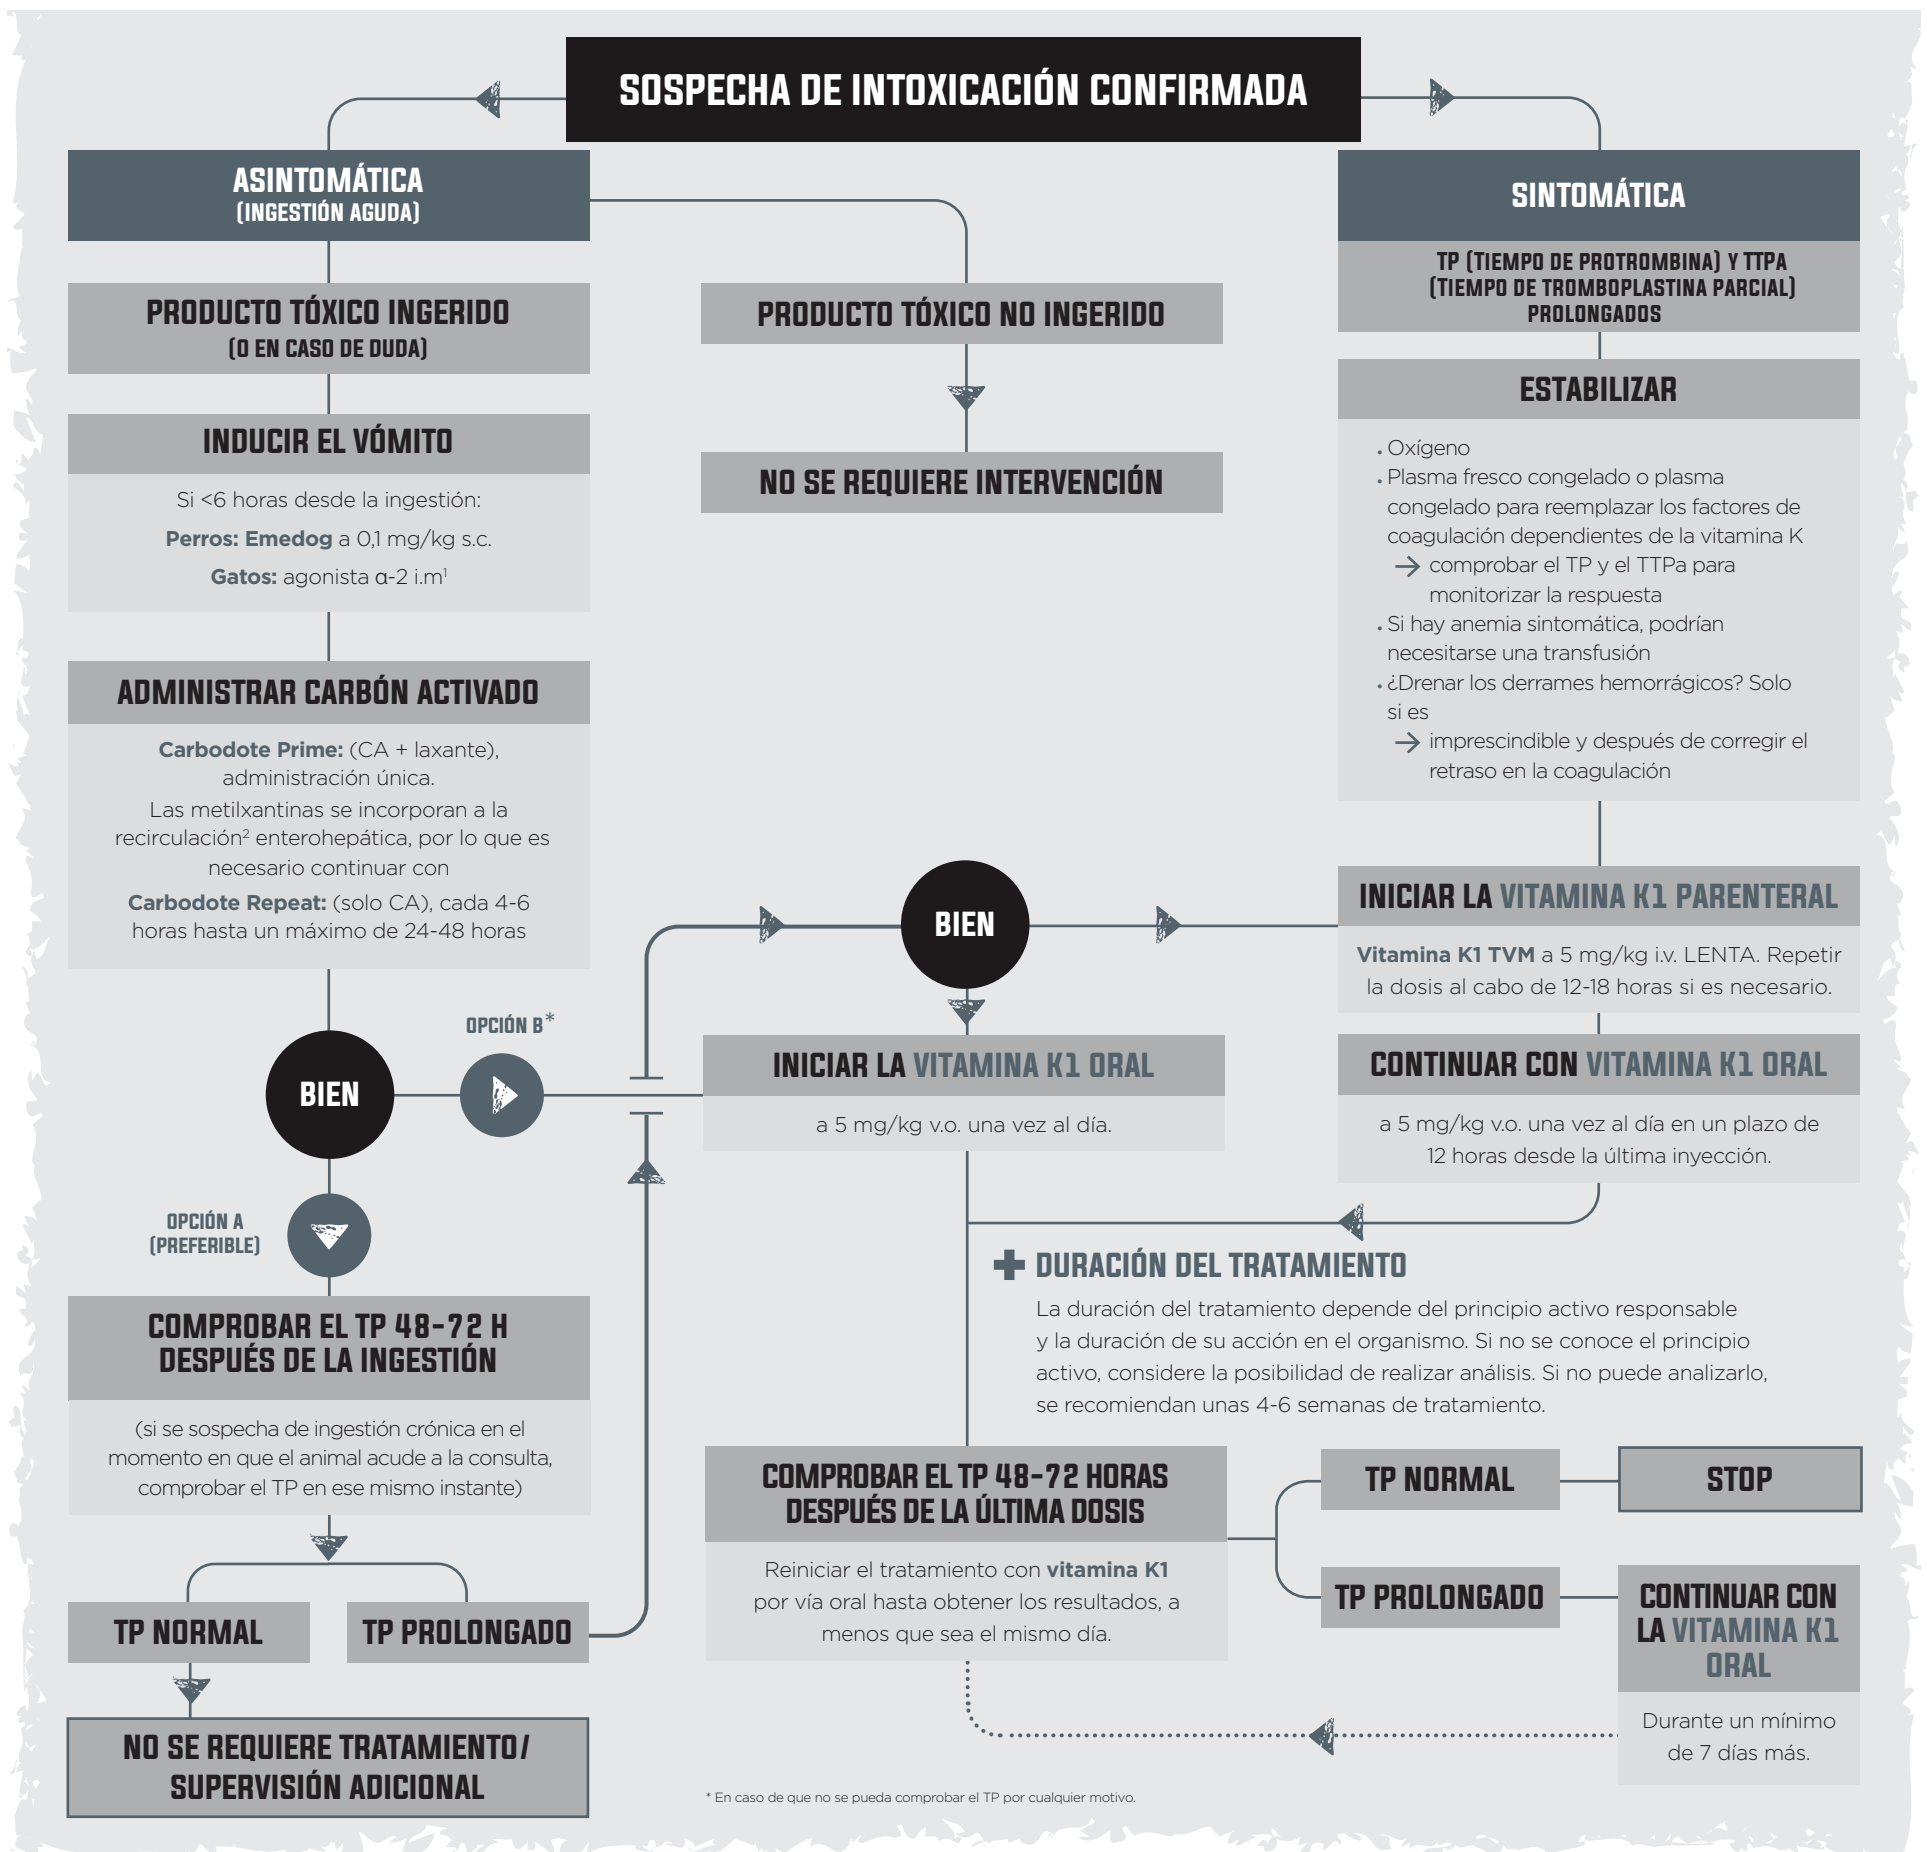 SOSPECHA DE INTOXICACIÓN CONFIRMADA
ASINTOMÁTICA
(INGESTIÓN AGUDA)
PRODUCTO TÓXICO INGERIDO
(O EN CASO DE DUDA)
INDUCIR EL VÓMITO
Si <6 horas desde la ingestión:
Perros: Emedog a 0,1 mg/kg s.c.
Gatos: agonista α-2 i.m¹
ADMINISTRAR CARBÓN ACTIVADO
Carbodote Prime: (CA + laxante),
administración única.
Las metilxantinas se incorporan a la
recirculación² enterohepática, por lo que es
necesario continuar con
Carbodote Repeat: (solo CA), cada 4-6
horas hasta un máximo de 24-48 horas
BIEN
OPCIÓN B*
OPCIÓN A
(PREFERIBLE)
COMPROBAR EL TP 48-72 H
DESPUÉS DE LA INGESTIÓN
(si se sospecha de ingestión crónica en el
momento en que el animal acude a la consulta,
comprobar el TP en ese mismo instante)
TP NORMAL
TP PROLONGADO
NO SE REQUIERE TRATAMIENTO/
SUPERVISIÓN ADICIONAL
PRODUCTO TÓXICO NO INGERIDO
NO SE REQUIERE INTERVENCIÓN
BIEN
INICIAR LA VITAMINA K1 ORAL
a 5 mg/kg v.o. una vez al día.
SINTOMÁTICA
TP (TIEMPO DE PROTROMBINA) Y TTPA
(TIEMPO DE TROMBOPLASTINA PARCIAL)
PROLONGADOS
ESTABILIZAR
• Oxígeno
• Plasma fresco congelado o plasma
congelado para reemplazar los factores de
coagulación dependientes de la vitamina K
→ comprobar el TP y el TTPa para
monitorizar la respuesta
• Si hay anemia sintomática, podrían
necesitarse una transfusión
• ¿Drenar los derrames hemorrágicos? Solo
si es
→ imprescindible y después de corregir el
retraso en la coagulación
INICIAR LA VITAMINA K1 PARENTERAL
Vitamina K1 TVM a 5 mg/kg i.v. LENTA. Repetir
la dosis al cabo de 12-18 horas si es necesario.
CONTINUAR CON VITAMINA K1 ORAL
a 5 mg/kg v.o. una vez al día en un plazo de
12 horas desde la última inyección.
DURACIÓN DEL TRATAMIENTO
La duración del tratamiento depende del principio activo responsable
y la duración de su acción en el organismo. Si no se conoce el principio
activo, considere la posibilidad de realizar análisis. Si no puede analizarlo,
se recomiendan unas 4-6 semanas de tratamiento.
COMPROBAR EL TP 48-72 HORAS
DESPUÉS DE LA ÚLTIMA DOSIS
Reiniciar el tratamiento con vitamina K1
por vía oral hasta obtener los resultados, a
menos que sea el mismo día.
TP NORMAL
STOP
TP PROLONGADO
CONTINUAR CON
LA VITAMINA K1
ORAL
Durante un mínimo
de 7 días más.
* En caso de que no se pueda comprobar el TP por cualquier motivo.